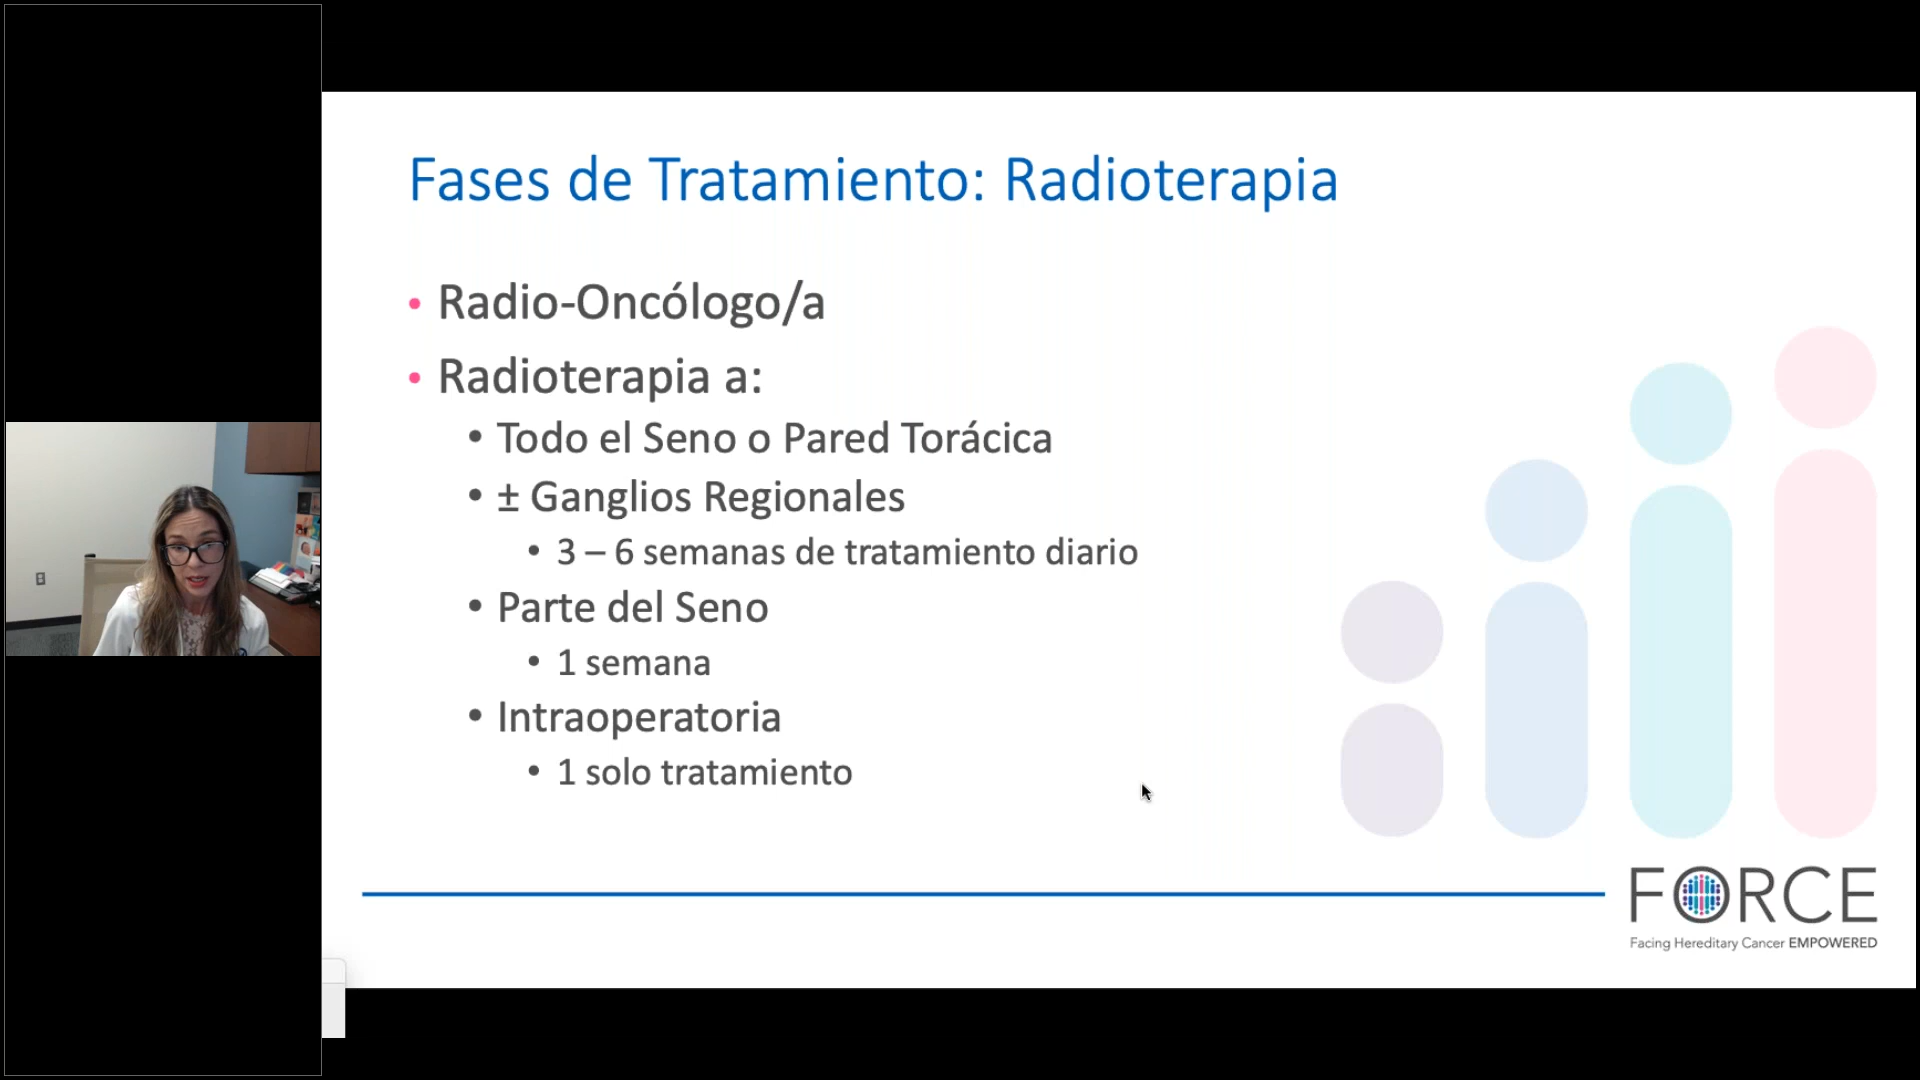 Fases de Tratamiento: Radioterapia
• Radio-Oncólogo/a
• Radioterapia a:
• Todo el Seno o Pared Torácica
• ± Ganglios Regionales
• 3 – 6 semanas de tratamiento diario
• Parte del Seno
• 1 semana
• Intraoperatoria
• 1 solo tratamiento
FORCE
Facing Hereditary Cancer EMPOWERED